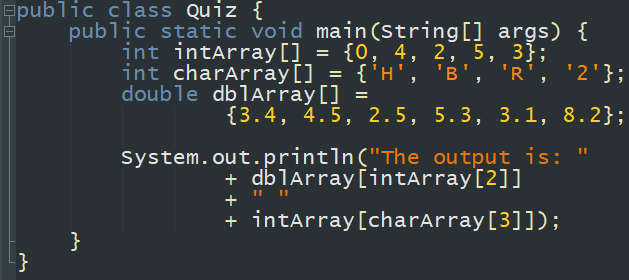 public class Quiz {
public static void main(String[] args) {
int intArray[] = {0, 4, 2, 5, 3};
int charArray[] = {'H', 'B', 'R', '2'};
double dblArray[] =
{3.4, 4.5, 2.5, 5.3, 3.1, 8.2};
System.out.println("The output is: "
+ dblArray[intArray[2]]
+ " "
+ intArray[charArray[3]]);
}
}